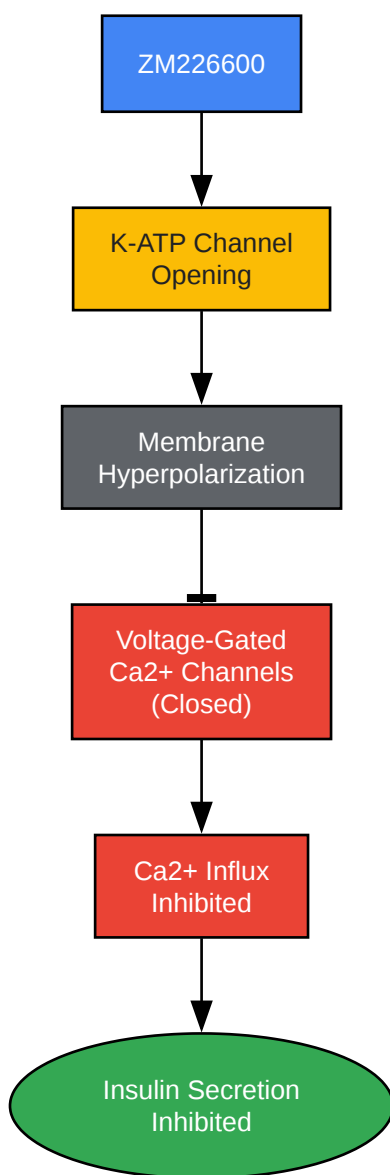 ZM226600
K-ATP Channel
Opening
Membrane
Hyperpolarization
Voltage-Gated
Ca2+ Channels
(Closed)
Ca2+ Influx
Inhibited
Insulin Secretion
Inhibited